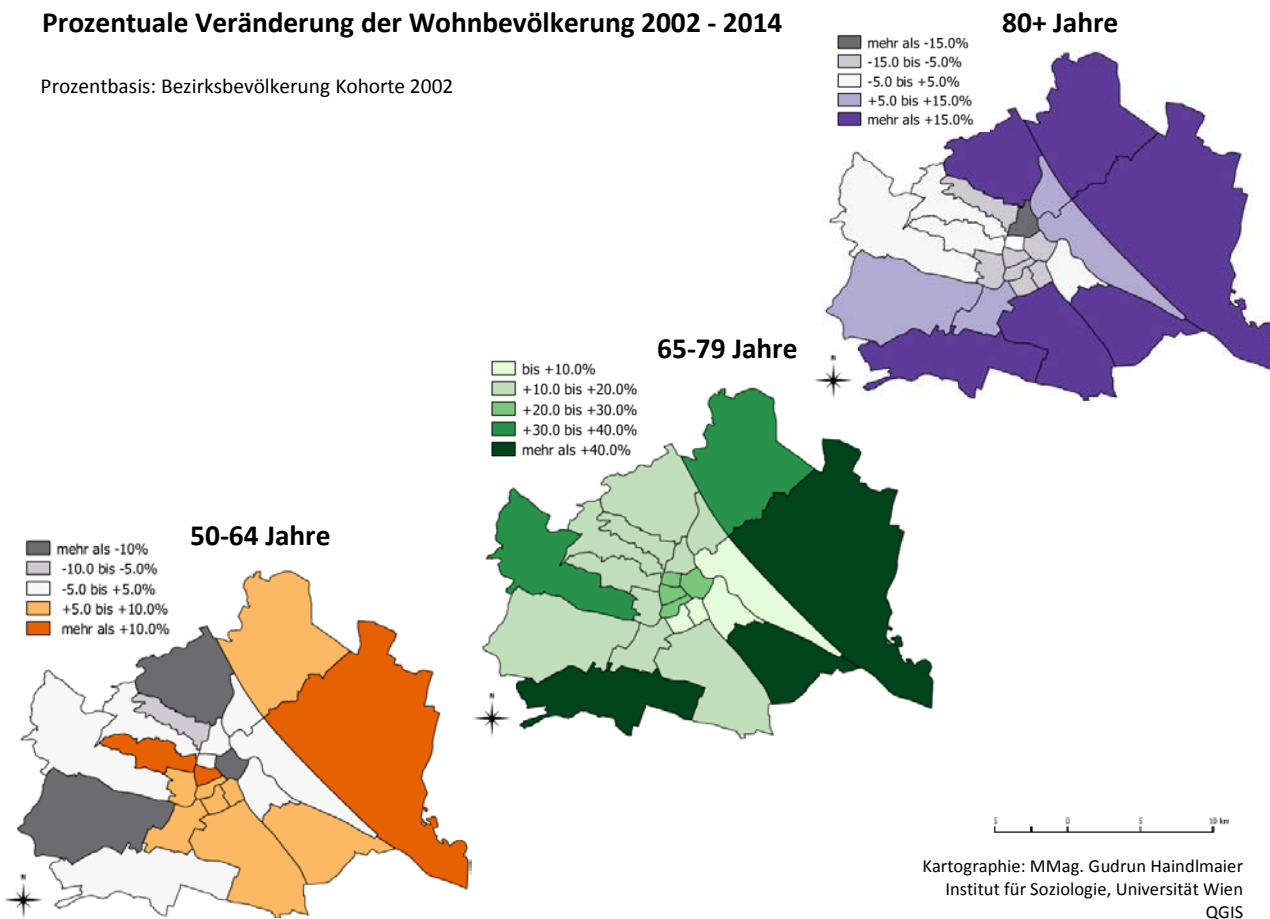 Prozentuale Veränderung der Wohnbevölkerung 2002 - 2014
Prozentbasis: Bezirksbevölkerung Kohorte 2002
80+ Jahre
mehr als -15.0%
-15.0 bis -5.0%
-5.0 bis +5.0%
+5.0 bis +15.0%
mehr als +15.0%
N
65-79 Jahre
bis +10.0%
+10.0 bis +20.0%
+20.0 bis +30.0%
+30.0 bis +40.0%
mehr als +40.0%
N
50-64 Jahre
mehr als -10%
-10.0 bis -5.0%
-5.0 bis +5.0%
+5.0 bis +10.0%
mehr als +10.0%
N
5 0 5 10 km
Kartographie: MMag. Gudrun Haindlmaier
Institut für Soziologie, Universität Wien
QGIS